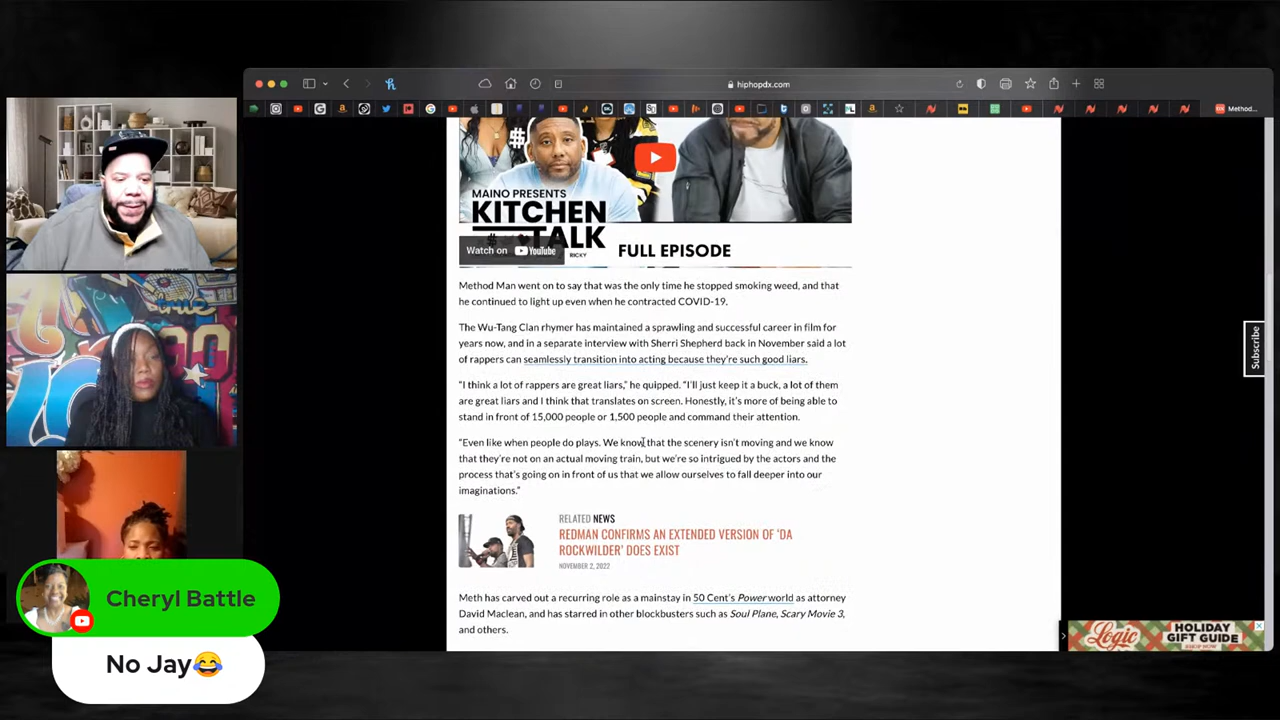 hiphopdx.com
Method...
MAINO PRESENTS
KITCHEN
TALK
RICKY
Watch on YouTube
FULL EPISODE
Method Man went on to say that was the only time he stopped smoking weed, and that
he continued to light up even when he contracted COVID-19.
The Wu-Tang Clan rhymer has maintained a sprawling and successful career in film for
years now, and in a separate interview with Sherri Shepherd back in November said a lot
of rappers can seamlessly transition into acting because they're such good liars.
“I think a lot of rappers are great liars,” he quipped. “I'll just keep it a buck, a lot of them
are great liars and I think that translates on screen. Honestly, it's more of being able to
stand in front of 15,000 people or 1,500 people and command their attention.
“Even like when people do plays. We know that the scenery isn't moving and we know
that they're not on an actual moving train, but we're so intrigued by the actors and the
process that's going on in front of us that we allow ourselves to fall deeper into our
imaginations.”
RELATED NEWS
REDMAN CONFIRMS AN EXTENDED VERSION OF ‘DA
ROCKWILDER’ DOES EXIST
NOVEMBER 2, 2022
Meth has carved out a recurring role as a mainstay in 50 Cent's Power world as attorney
David Maclean, and has starred in other blockbusters such as Soul Plane, Scary Movie 3,
and others.
Subscribe
Logic
HOLIDAY
GIFT GUIDE
true
90
Cheryl Battle
No Jay😂